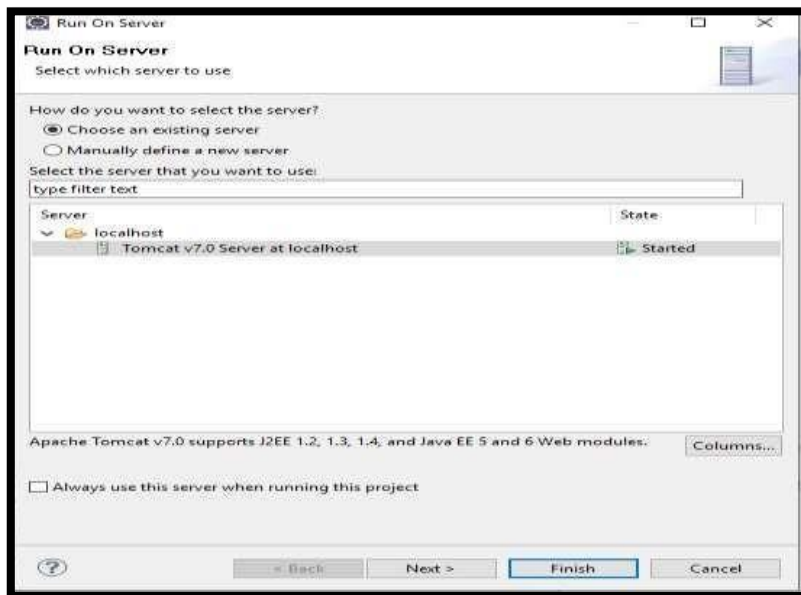 Run On Server
Run On Server
Select which server to use
How do you want to select the server?
Choose an existing server
Manually define a new server
Select the server that you want to use:
type filter text
Server State
localhost
Tomcat v7.0 Server at localhost Started
Apache Tomcat v7.0 supports J2EE 1.2, 1.3, 1.4, and Java EE 5 and 6 Web modules. Columns...
Always use this server when running this project
? < Back Next > Finish Cancel